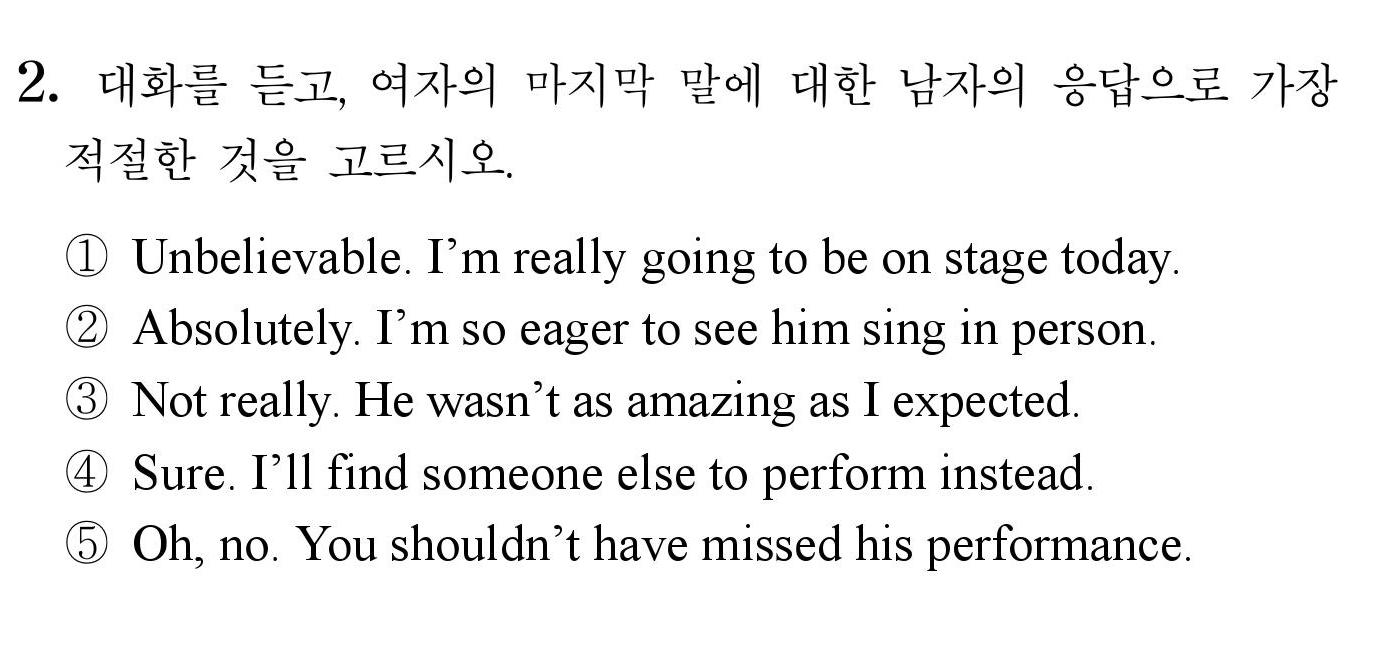 2. 대화를 듣고, 여자의 마지막 말에 대한 남자의 응답으로 가장
적절한 것을 고르시오.
① Unbelievable. I’m really going to be on stage today.
② Absolutely. I’m so eager to see him sing in person.
③ Not really. He wasn’t as amazing as I expected.
④ Sure. I’ll find someone else to perform instead.
⑤ Oh, no. You shouldn’t have missed his performance.